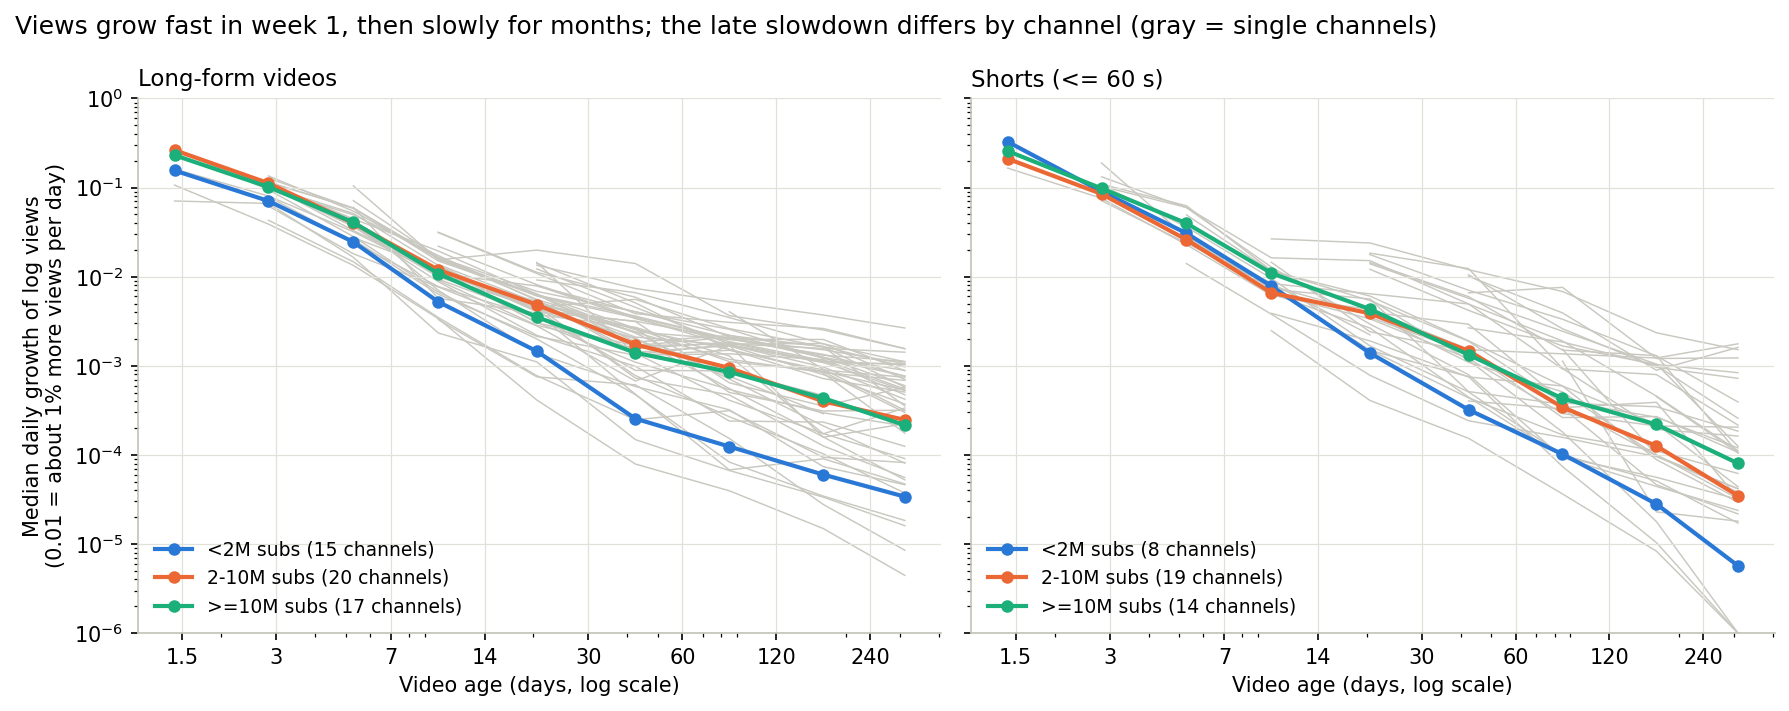 Views grow fast in week 1, then slowly for months; the late slowdown differs by channel (gray = single channels)
Long-form videos
Median daily growth of log views
(0.01 = about 1% more views per day)
10⁰
10⁻¹
10⁻²
10⁻³
10⁻⁴
10⁻⁵
10⁻⁶
<2M subs (15 channels)
2-10M subs (20 channels)
>=10M subs (17 channels)
1.5 3 7 14 30 60 120 240
Video age (days, log scale)
Shorts (<= 60 s)
<2M subs (8 channels)
2-10M subs (19 channels)
>=10M subs (14 channels)
1.5 3 7 14 30 60 120 240
Video age (days, log scale)